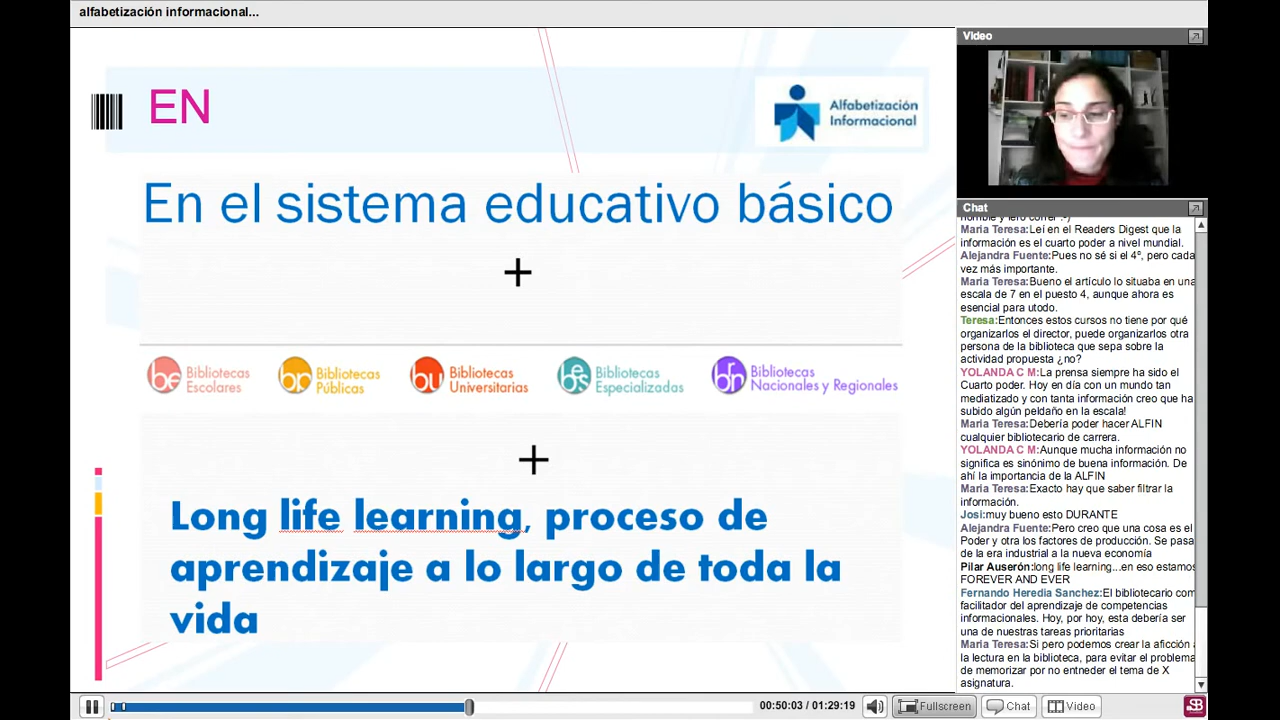 alfabetización informacional...
EN
Alfabetización
Informacional
En el sistema educativo básico
+
be Bibliotecas
Escolares
bp Bibliotecas
Públicas
bu Bibliotecas
Universitarias
bes Bibliotecas
Especializadas
brn Bibliotecas
Nacionales y Regionales
+
Long life learning, proceso de
aprendizaje a lo largo de toda la
vida
Video
Chat
Maria Teresa:Leí en el Readers Digest que la
información es el cuarto poder a nivel mundial.
Alejandra Fuente:Pues no sé si el 4º, pero cada
vez más importante.
Maria Teresa:Bueno el artículo lo situaba en una
escala de 7 en el puesto 4, aunque ahora es
esencial para utodo.
Teresa:Entonces estos cursos no tiene por qué
organizarlos el director, puede organizarlos otra
persona de la biblioteca que sepa sobre la
actividad propuesta ¿no?
YOLANDA C M:La prensa siempre ha sido el
Cuarto poder. Hoy en día con un mundo tan
mediatizado y con tanta información creo que ha
subido algún peldaño en la escala!
Maria Teresa:Debería poder hacer ALFIN
cualquier bibliotecario de carrera.
YOLANDA C M:Aunque mucha información no
significa es sinónimo de buena información. De
ahí la importancia de la ALFIN
Maria Teresa:Exacto hay que saber filtrar la
información.
Josi:muy bueno esto DURANTE
Alejandra Fuente:Pero creo que una cosa es el
Poder y otra los factores de producción. Se pasa
de la era industrial a la nueva economía
Pilar Auserón:long life learning...en eso estamos
FOREVER AND EVER
Fernando Heredia Sanchez:El bibliotecario com
facilitador del aprendizaje de competencias
informacionales. Hoy, por hoy, esta debería ser
una de nuestras tareas prioritarias
Maria Teresa:Si pero podemos crear la afición a
la lectura en la biblioteca, para evitar el problema
de memorizar por no entneder el tema de X
asignatura.
00:50:03 / 01:29:19
Fullscreen
Chat
Video
SB